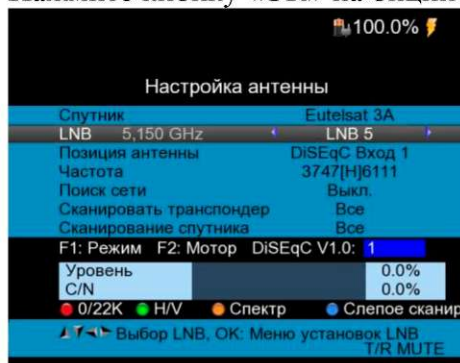 100.0%
Настройка антенны
Спутник Eutelsat 3A
LNB 5,150 GHz LNB 5
Позиция антенны DiSEqC Вход 1
Частота 3747[H]6111
Поиск сети Выкл.
Сканировать транспондер Все
Сканирование спутника Все
F1: Режим F2: Мотор DiSEqC V1.0: 1
Уровень 0.0%
C/N 0.0%
0/22K H/V Спектр Слепое сканир
Выбор LNB, OK: Меню установок LNB
T/R MUTE